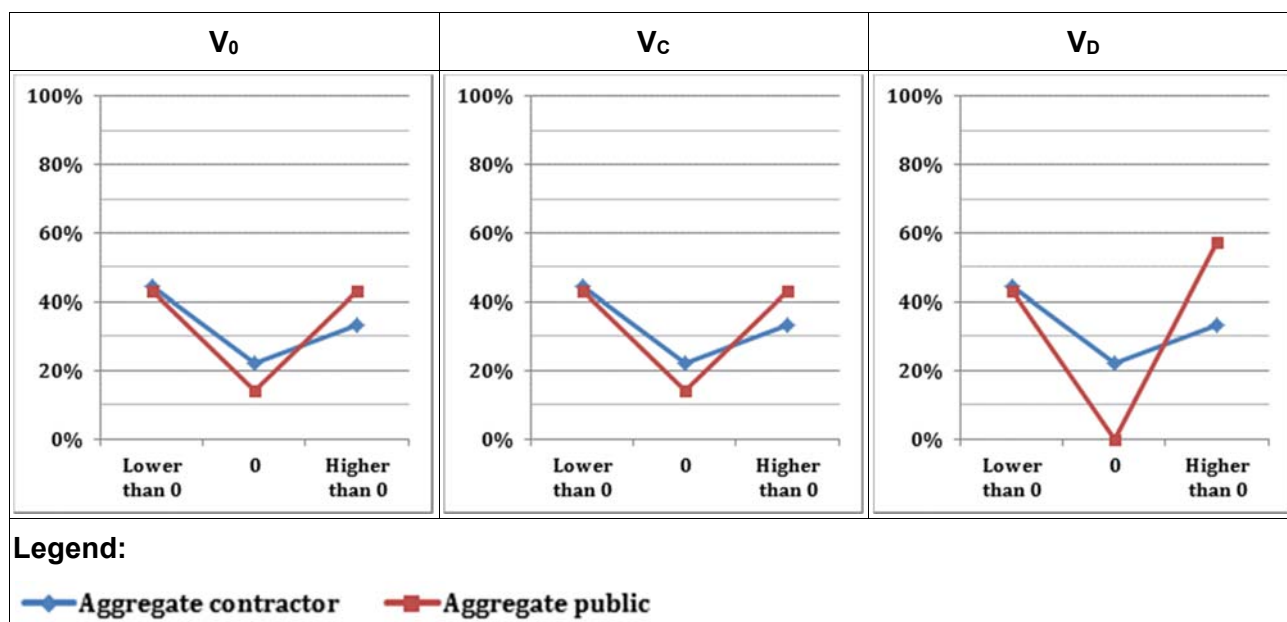 V₀ V_C V_D
100% 100% 100%
80% 80% 80%
60% 60% 60%
40% 40% 40%
20% 20% 20%
0% 0% 0%
Lower than 0 0 Higher than 0 Lower than 0 0 Higher than 0 Lower than 0 0 Higher than 0
Legend:
Aggregate contractor Aggregate public